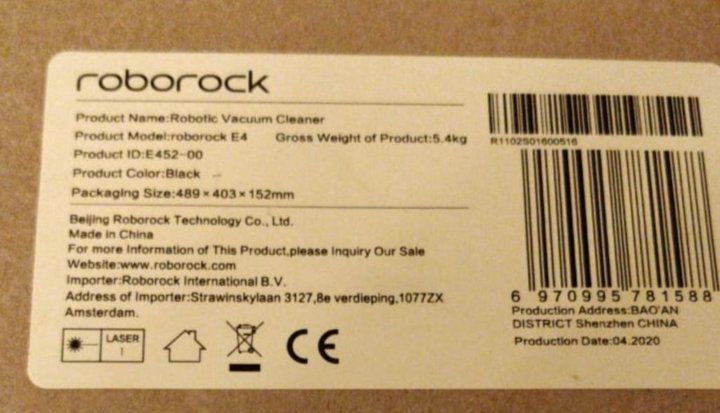 roborock
Product Name:Robotic Vacuum Cleaner
Product Model:roborock E4 Gross Weight of Product:5.4kg
Product ID:E452-00
Product Color:Black
Packaging Size:489×403×152mm
Beijing Roborock Technology Co., Ltd.
Made in China
For more Information of This Product,please Inquiry Our Sale
Website:www.roborock.com
Importer:Roborock International B.V.
Address of Importer:Strawinskylaan 3127,8e verdieping,1077ZX
Amsterdam.
LASER
1
CE
R1102S01600516
6 970995 781588
Production Address:BAO'AN
DISTRICT Shenzhen CHINA
Production Date:04.2020